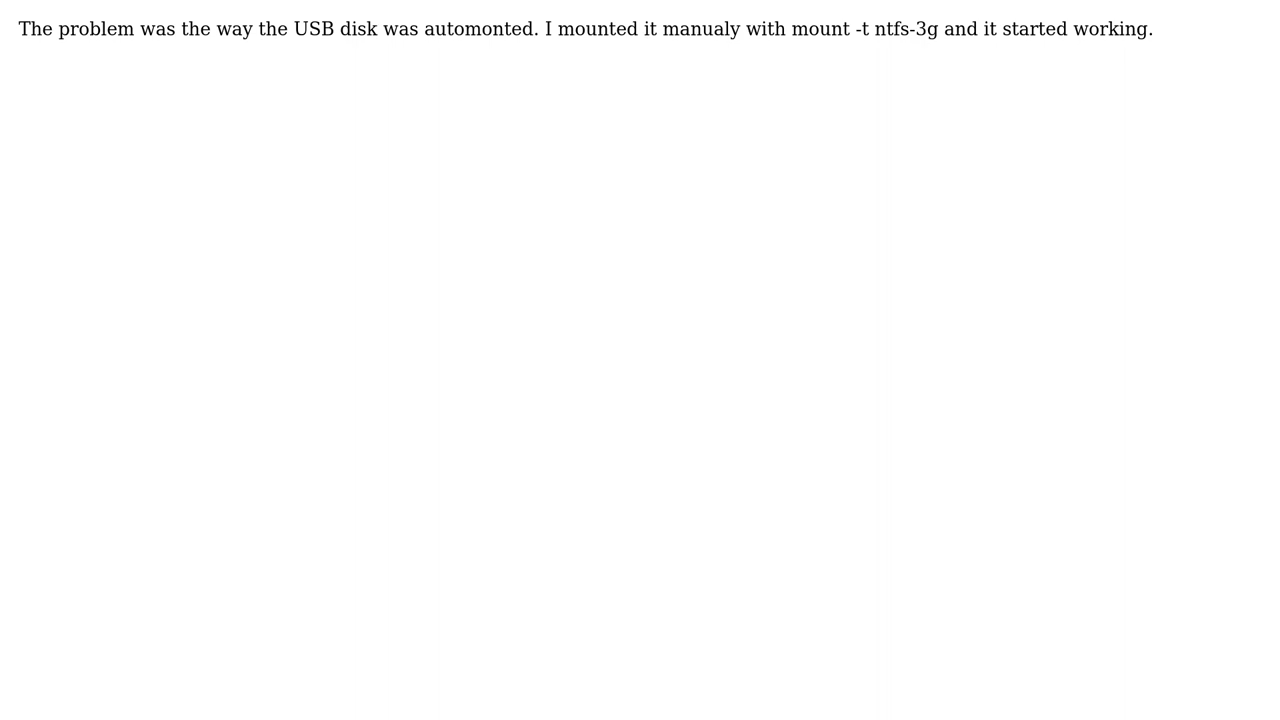 The problem was the way the USB disk was automonted. I mounted it manualy with mount -t ntfs-3g and it started working.